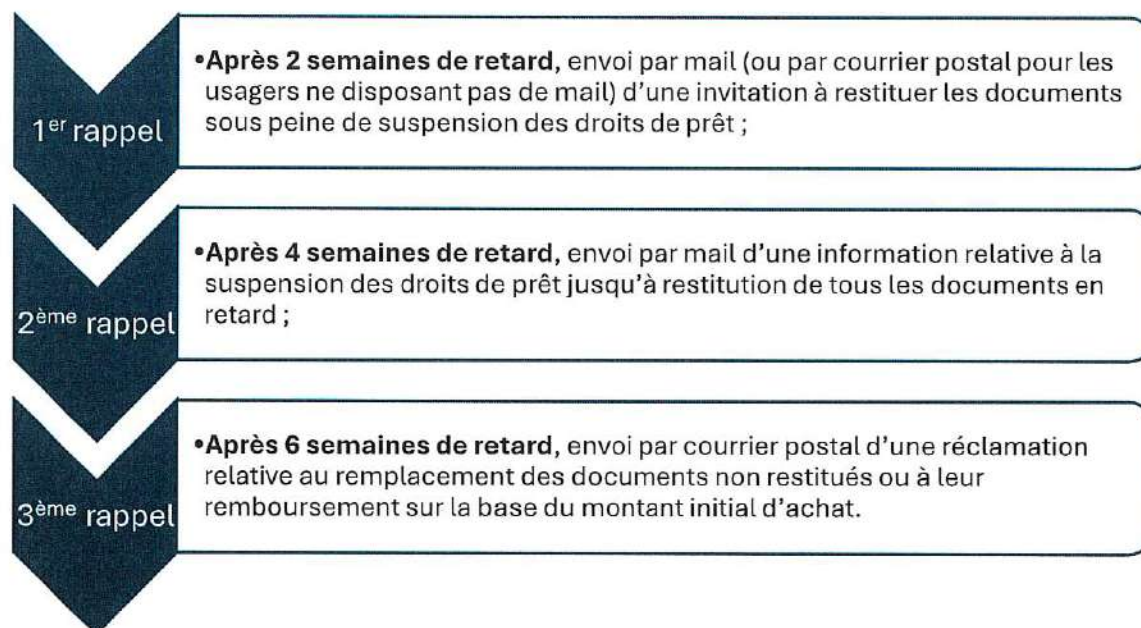 1er rappel
•Après 2 semaines de retard, envoi par mail (ou par courrier postal pour les
usagers ne disposant pas de mail) d'une invitation à restituer les documents
sous peine de suspension des droits de prêt ;
2ème rappel
•Après 4 semaines de retard, envoi par mail d'une information relative à la
suspension des droits de prêt jusqu'à restitution de tous les documents en
retard ;
3ème rappel
•Après 6 semaines de retard, envoi par courrier postal d'une réclamation
relative au remplacement des documents non restitués ou à leur
remboursement sur la base du montant initial d'achat.